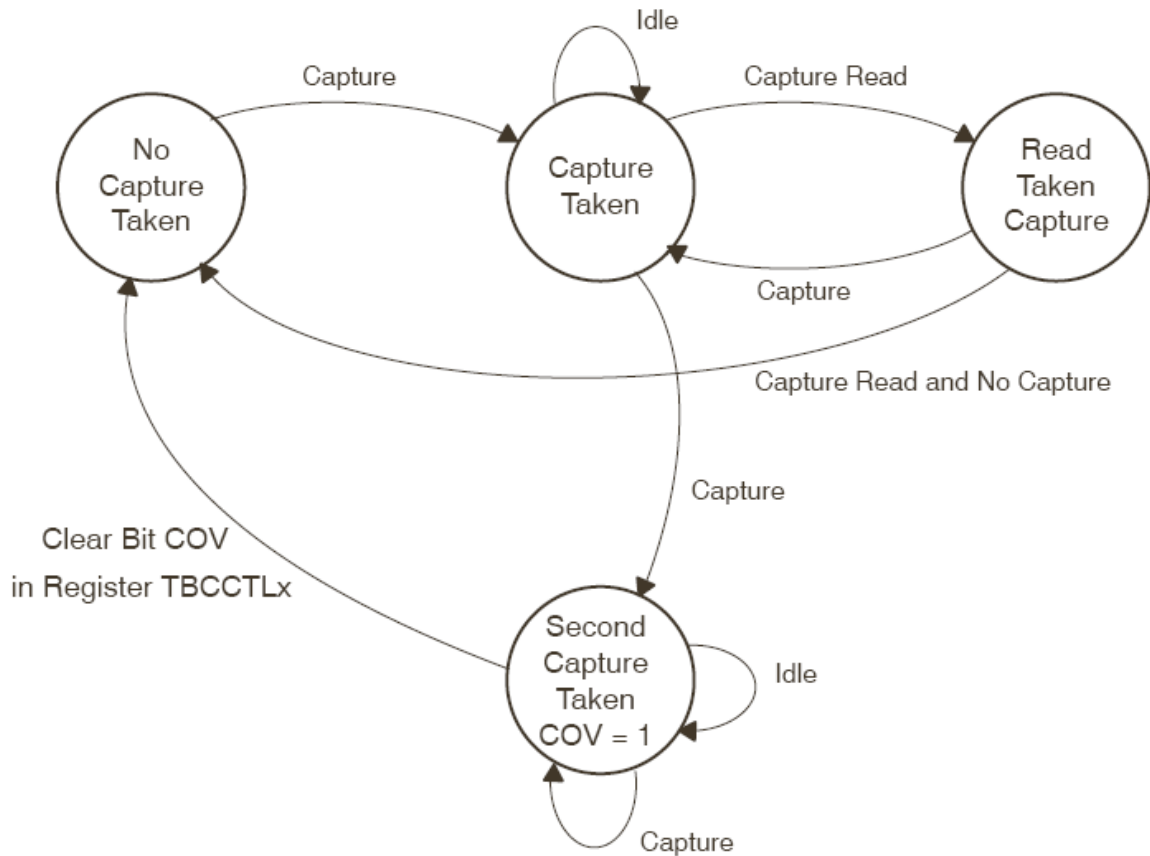 Idle
Capture
Capture Read
No
Capture
Taken
Capture
Taken
Read
Taken
Capture
Capture
Capture Read and No Capture
Capture
Clear Bit COV
in Register TBCCTLx
Second
Capture
Taken
COV = 1
Idle
Capture